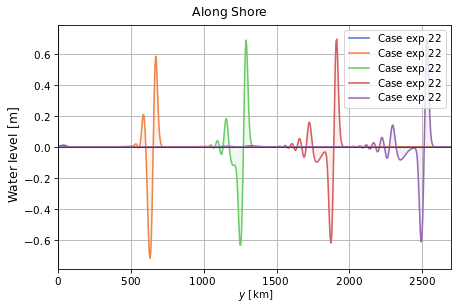 Along Shore
Case exp 22
Case exp 22
Case exp 22
Case exp 22
Case exp 22
Water level [m]
0.6
0.4
0.2
0.0
−0.2
−0.4
−0.6
0 500 1000 1500 2000 2500
y [km]